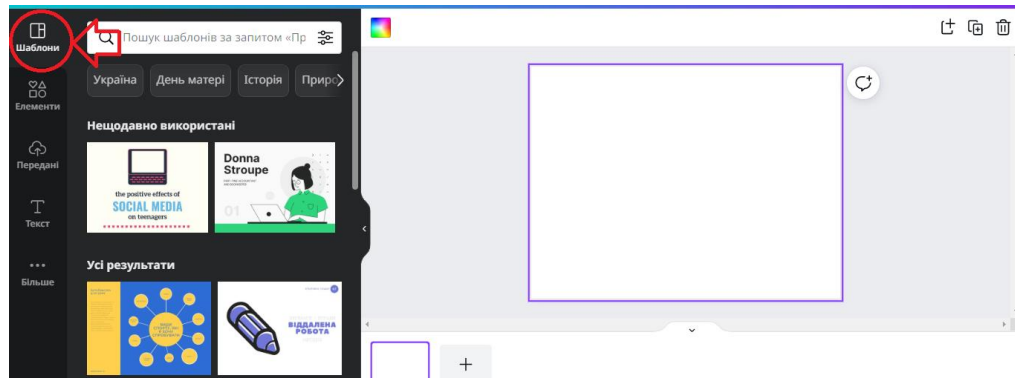 Шаблони
Елементи
Передані
Текст
Більше
Пошук шаблонів за запитом «Пр
Україна
День матері
Історія
Приро
Нещодавно використані
the positive effects of
SOCIAL MEDIA
on teenagers
Donna
Stroupe
01
Усі результати
ВІДДАЛЕНА
РОБОТА